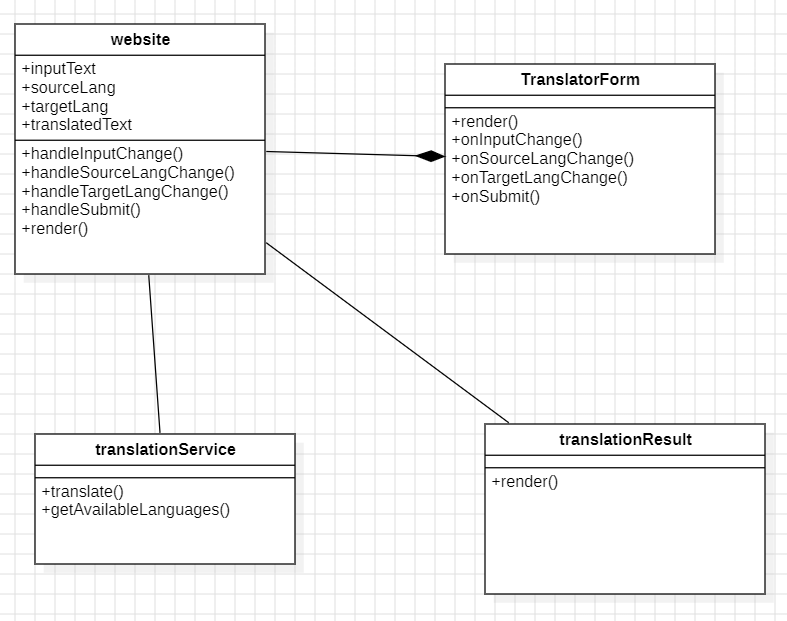 website
+inputText
+sourceLang
+targetLang
+translatedText
+handleInputChange()
+handleSourceLangChange()
+handleTargetLangChange()
+handleSubmit()
+render()
TranslatorForm
+render()
+onInputChange()
+onSourceLangChange()
+onTargetLangChange()
+onSubmit()
translationService
+translate()
+getAvailableLanguages()
translationResult
+render()